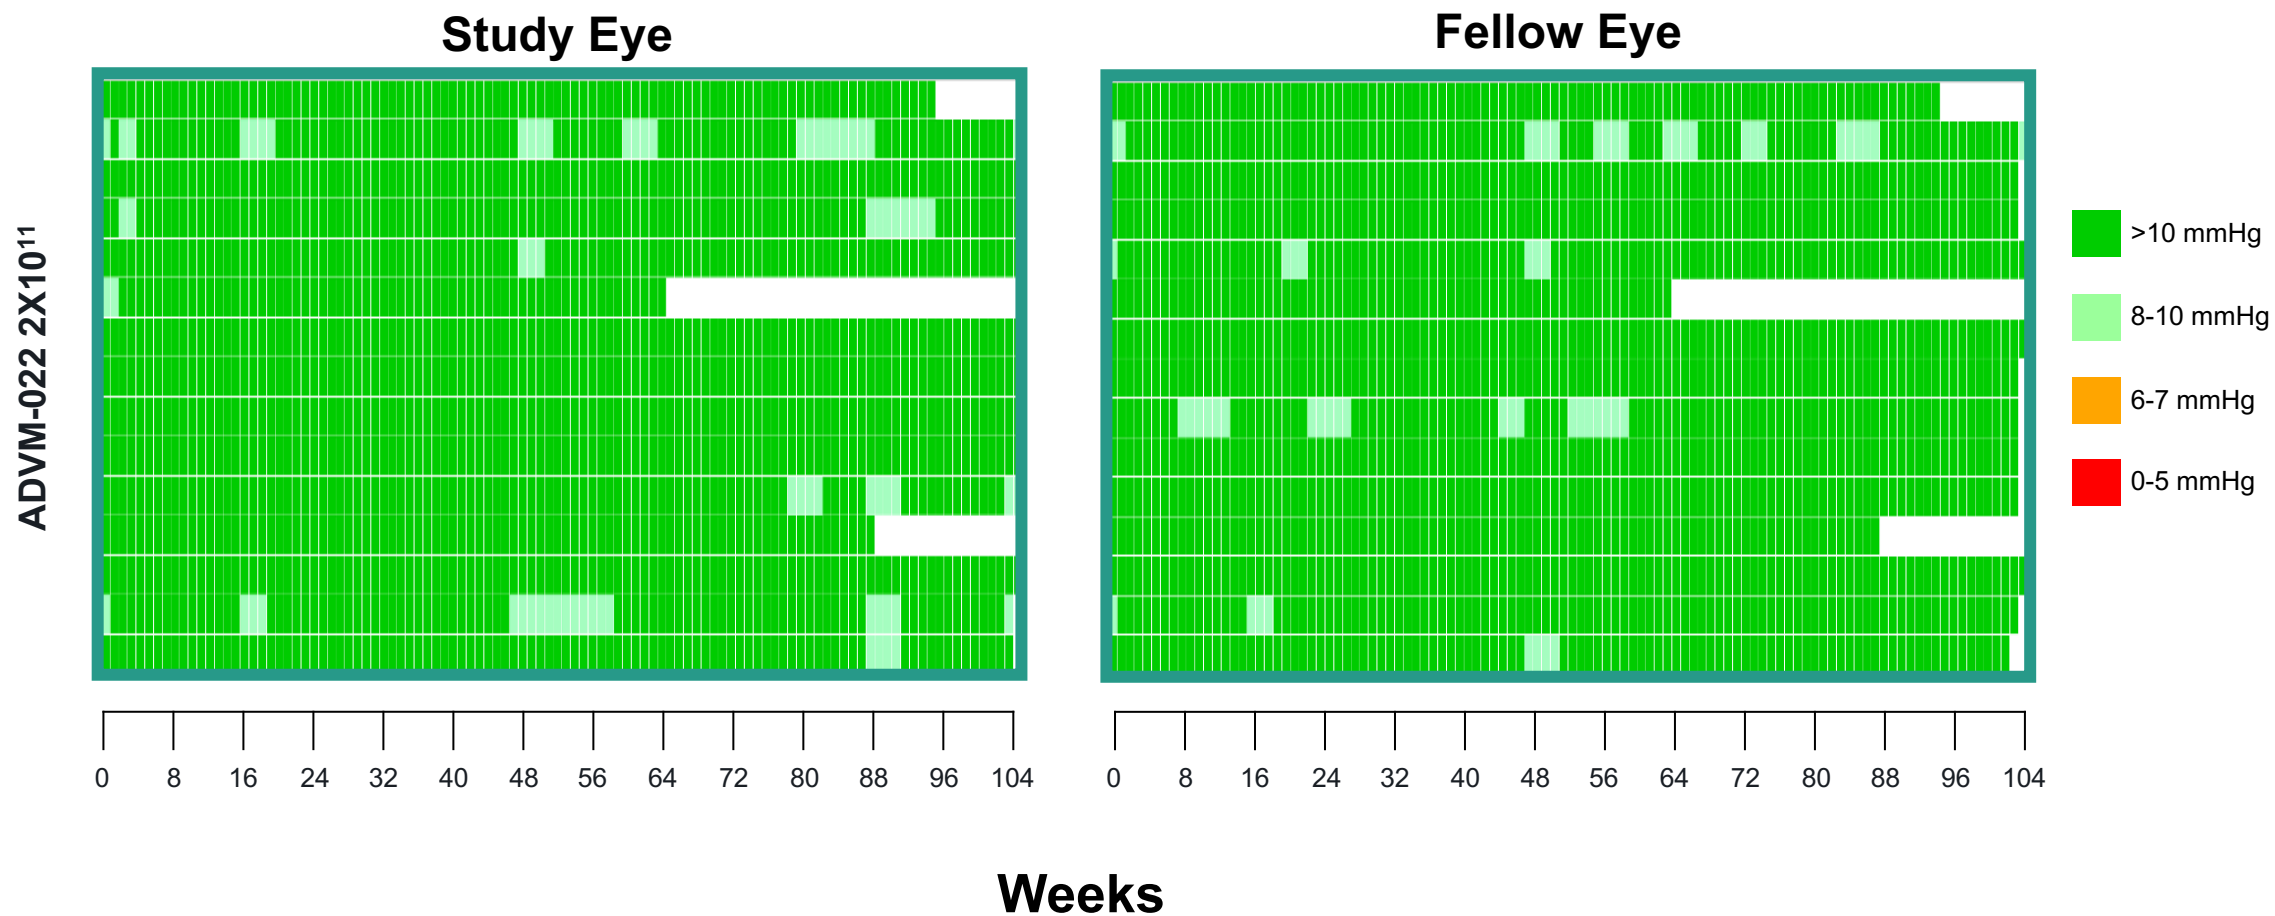 Study Eye
Fellow Eye
ADVM-022 2X10¹¹
>10 mmHg
8-10 mmHg
6-7 mmHg
0-5 mmHg
0 8 16 24 32 40 48 56 64 72 80 88 96 104
0 8 16 24 32 40 48 56 64 72 80 88 96 104
Weeks